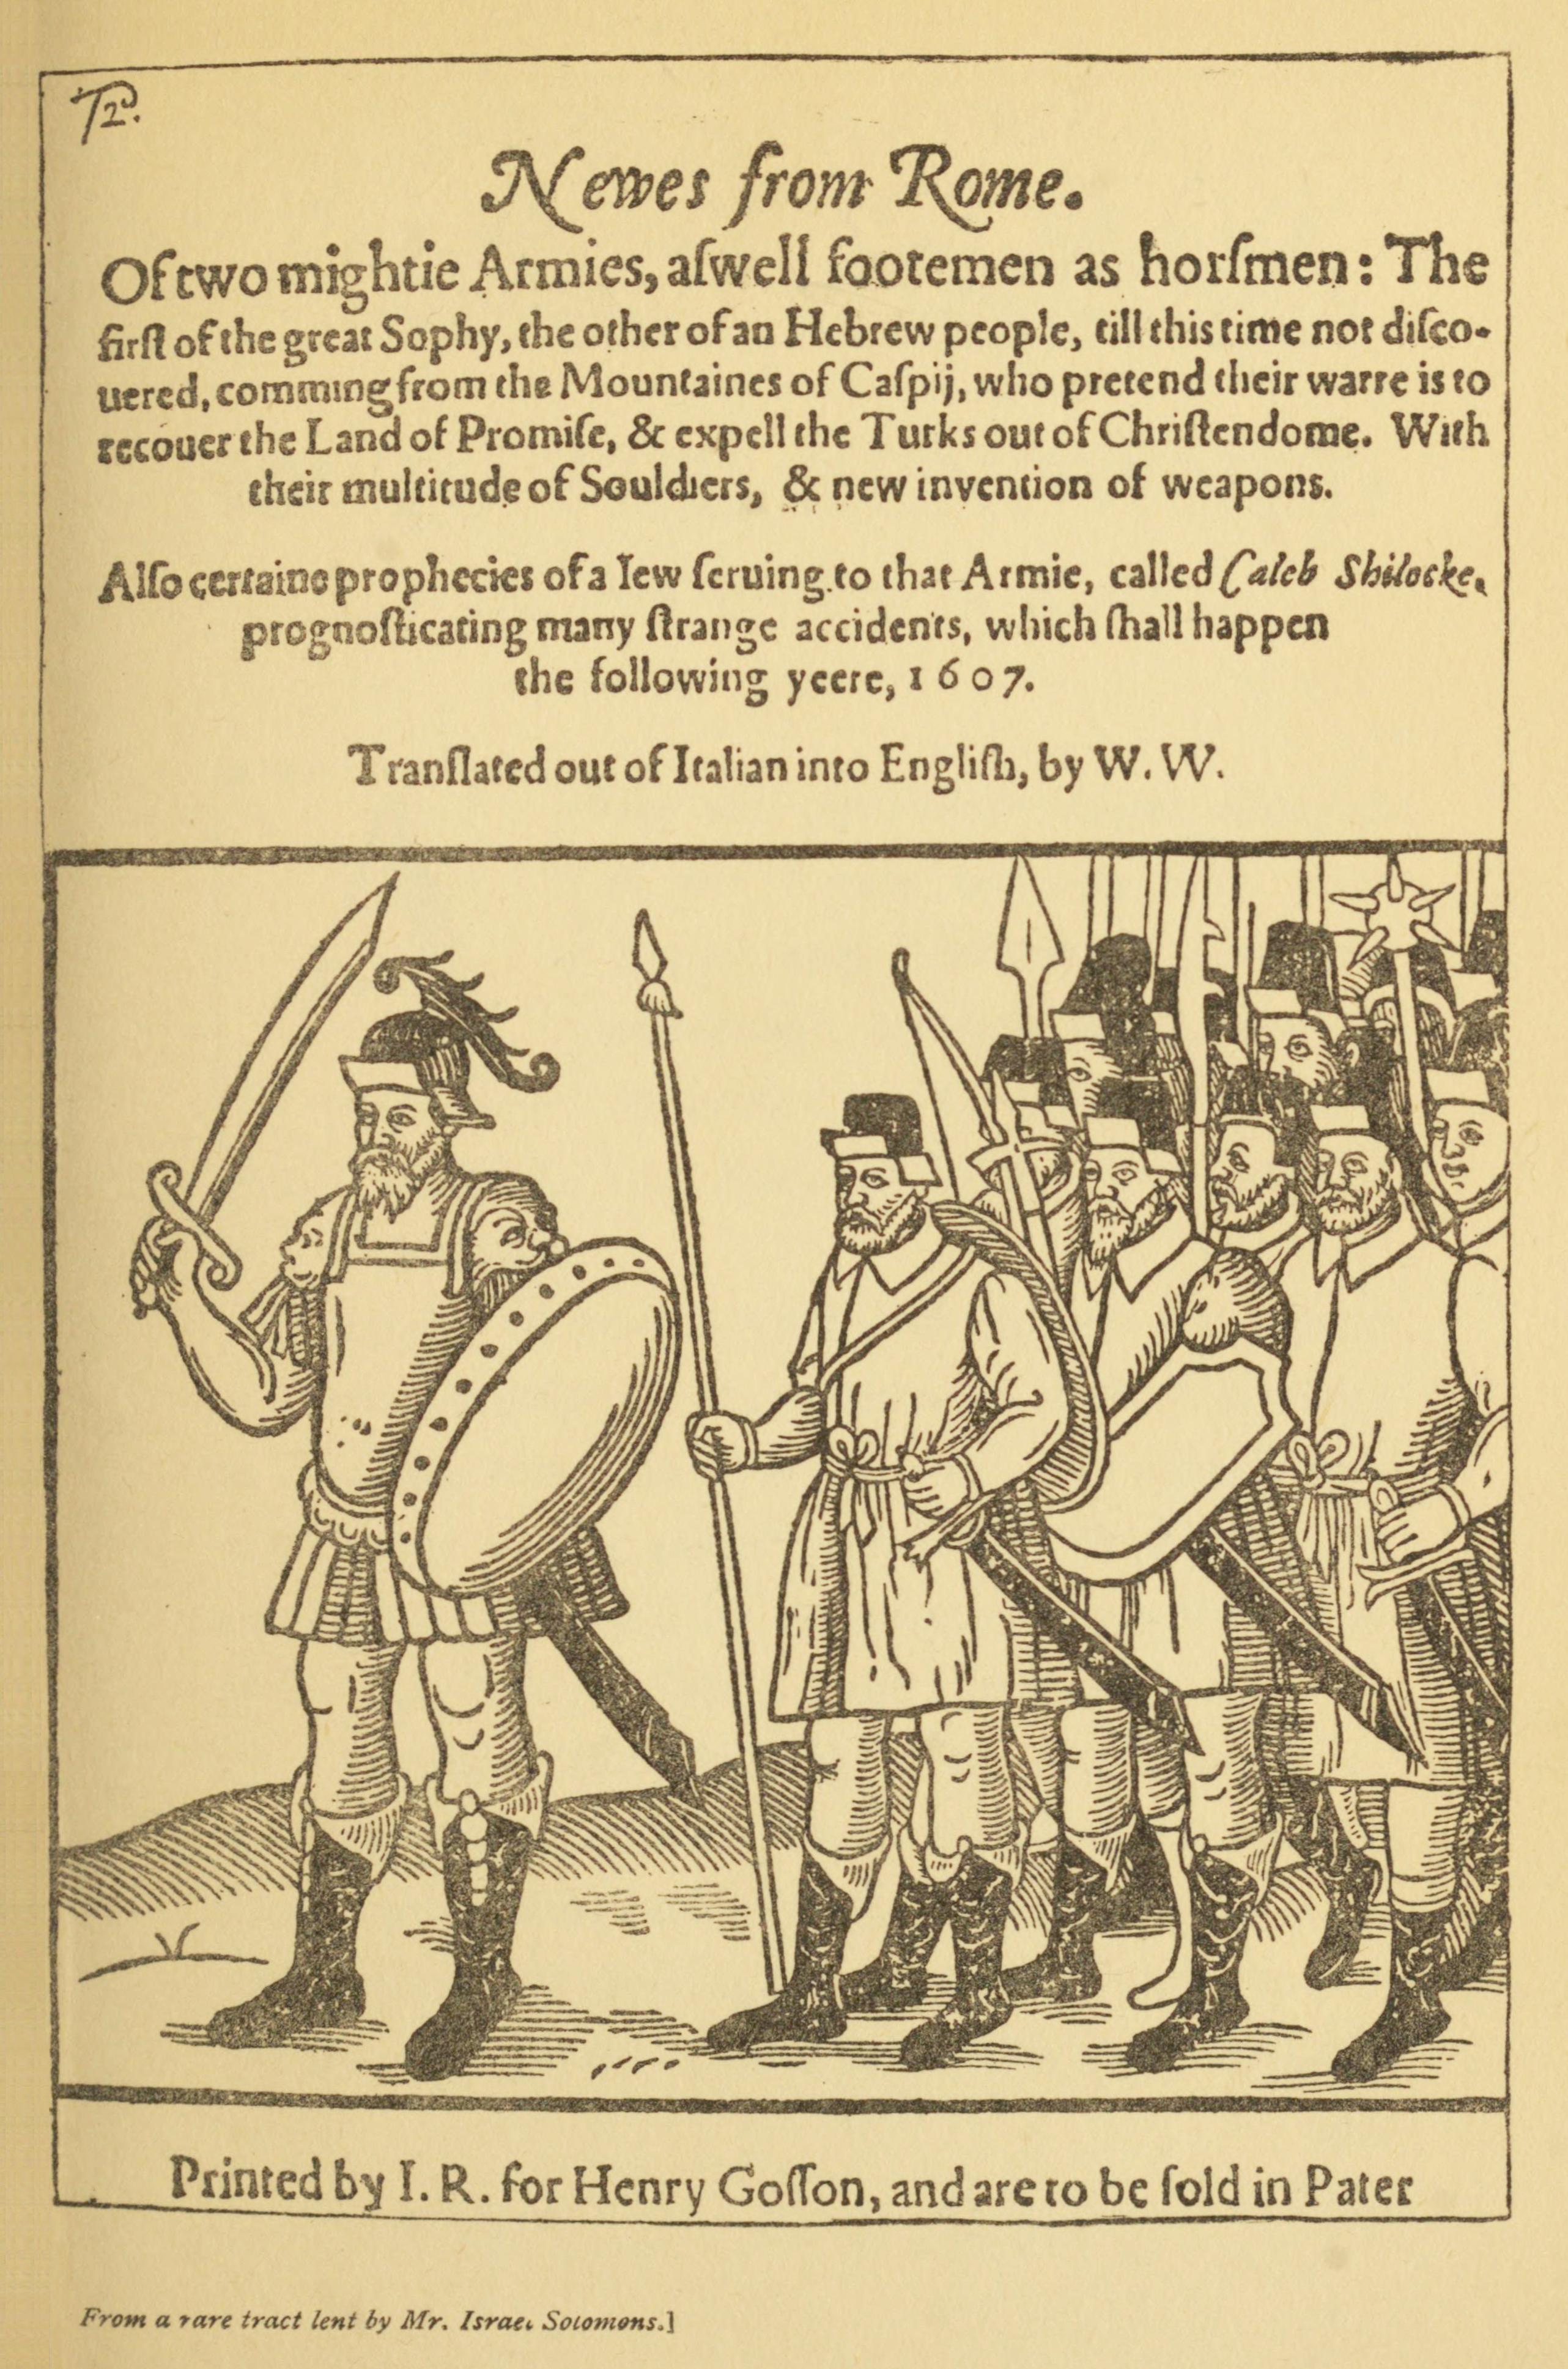 Newes from Rome.
Of two mightie Armies, aſwell footemen as horſmen: The
firſt of the great Sophy, the other of an Hebrew people, till this time not diſco-
uered, comming from the Mountaines of Caſpij, who pretend their warre is to
recouer the Land of Promiſe, & expell the Turks out of Chriſtendome. With
their multitude of Souldiers, & new invention of weapons.
Alſo certaine prophecies of a Iew ſeruing to that Armie, called Caleb Shilocke,
prognoſticating many ſtrange accidents, which ſhall happen
the following yeere, 1607.
Tranſlated out of Italian into Engliſh, by W. W.
Printed by I. R. for Henry Goſſon, and are to be ſold in Pater
From a rare tract lent by Mr. Israel Solomons.]